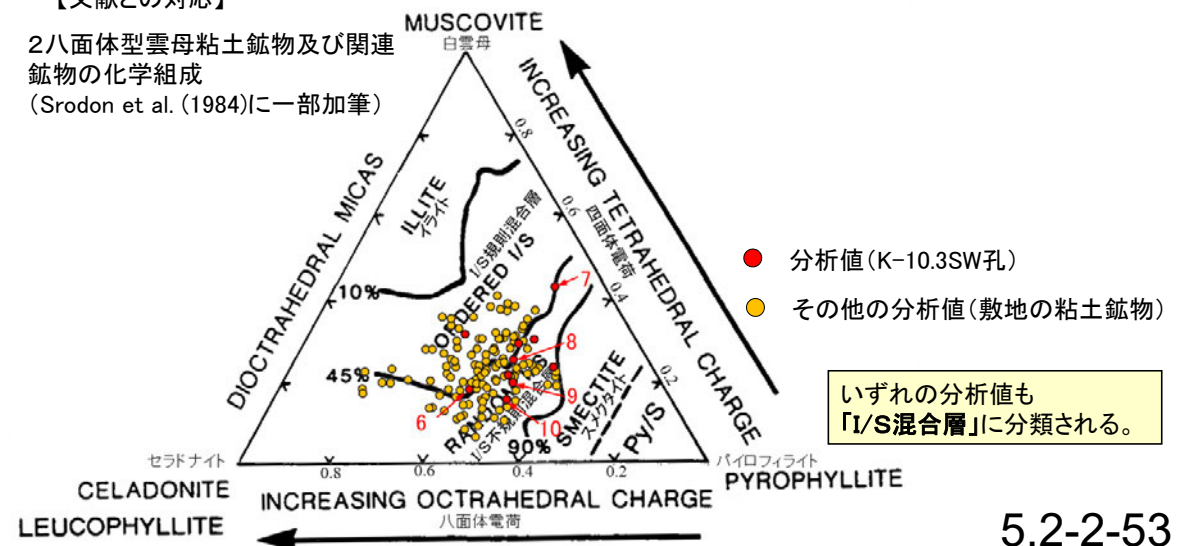 【文献との対応】
2八面体型雲母粘土鉱物及び関連
鉱物の化学組成
(Srodon et al. (1984)に一部加筆)
MUSCOVITE
白雲母
DIOCTRAHEDRAL MICAS
INCREASING TETRAHEDRAL CHARGE
四面体電荷
0.8
0.6
0.4
0.2
ILLITE
イライト
I/S規則混合層
ORDERED I/S
10%
45%
90%
I/S不規則混合層
SMECTITE
スメクタイト
Py/S
6
7
8
9
10
セラドナイト
CELADONITE
LEUCOPHYLLITE
0.8
0.6
0.4
0.2
パイロフィライト
PYROPHYLLITE
INCREASING OCTRAHEDRAL CHARGE
八面体電荷
分析値(K-10.3SW孔)
その他の分析値(敷地の粘土鉱物)
いずれの分析値も
「I/S混合層」に分類される。
5.2-2-53